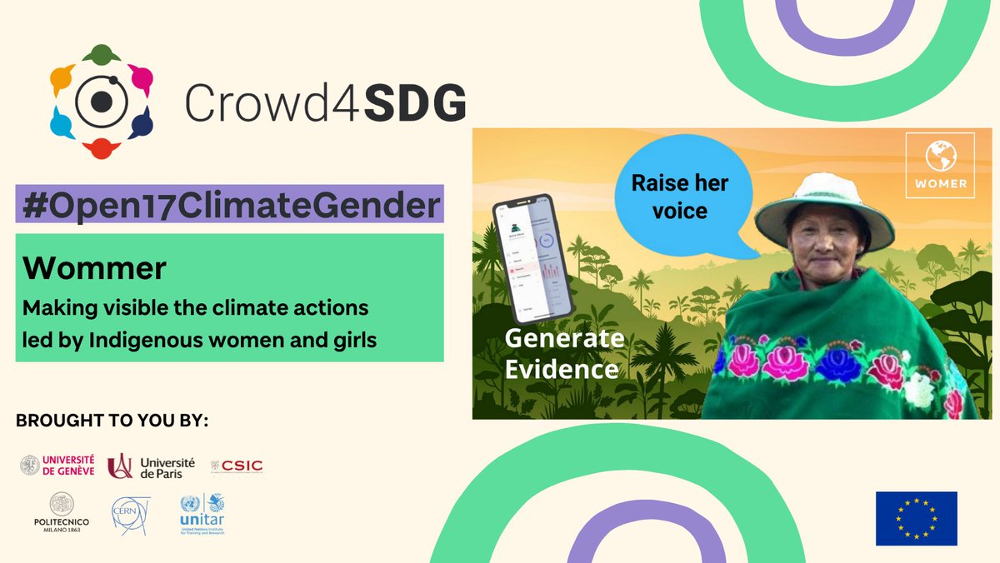 Crowd4SDG
#Open17ClimateGender
Wommer
Making visible the climate actions
led by Indigenous women and girls
Raise her
voice
WOMER
Generate
Evidence
BROUGHT TO YOU BY:
UNIVERSITÉ
DE GENÈVE
Université
de Paris
CSIC
POLITECNICO
MILANO 1863
CERN
unitar
United Nations Institute
for Training and Research